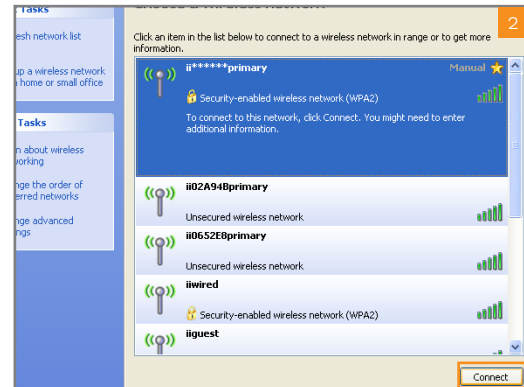 Tasks
2
esh network list
Click an item in the list below to connect to a wireless network in range or to get more
information.
up a wireless network
home or small office
ii******primary
Manual
Security-enabled wireless network (WPA2)
To connect to this network, click Connect. You might need to enter
additional information.
Tasks
n about wireless
vorking
nge the order of
erred networks
nge advanced
ngs
ii02A94Bprimary
Unsecured wireless network
ii0652E8primary
Unsecured wireless network
iiwired
Security-enabled wireless network (WPA2)
iiguest
Connect